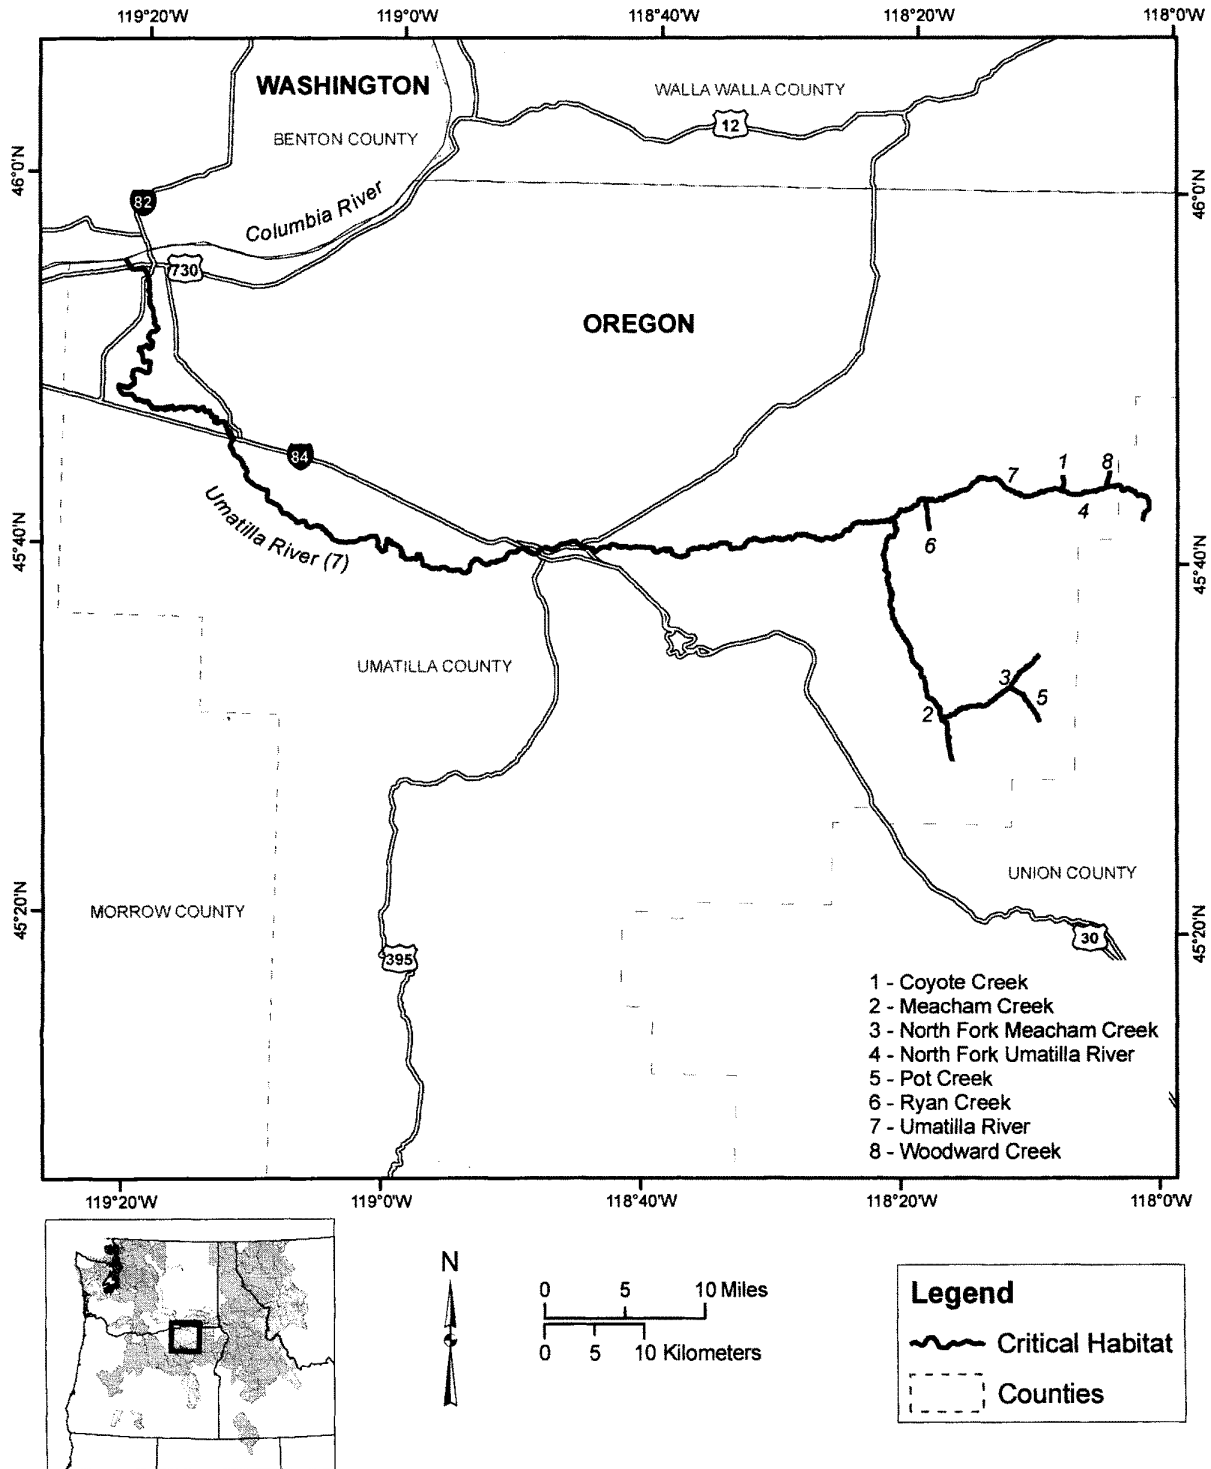 119°20'W
119°0'W
118°40'W
118°20'W
118°0'W
WASHINGTON
WALLA WALLA COUNTY
12
BENTON COUNTY
46°0'N
46°0'N
82
Columbia River
730
OREGON
84
Umatilla River (7)
7
1
8
4
6
45°40'N
45°40'N
UMATILLA COUNTY
3
5
2
UNION COUNTY
MORROW COUNTY
45°20'N
45°20'N
30
395
1 - Coyote Creek
2 - Meacham Creek
3 - North Fork Meacham Creek
4 - North Fork Umatilla River
5 - Pot Creek
6 - Ryan Creek
7 - Umatilla River
8 - Woodward Creek
119°20'W
119°0'W
118°40'W
118°20'W
118°0'W
N
0 5 10 Miles
0 5 10 Kilometers
Legend
Critical Habitat
Counties